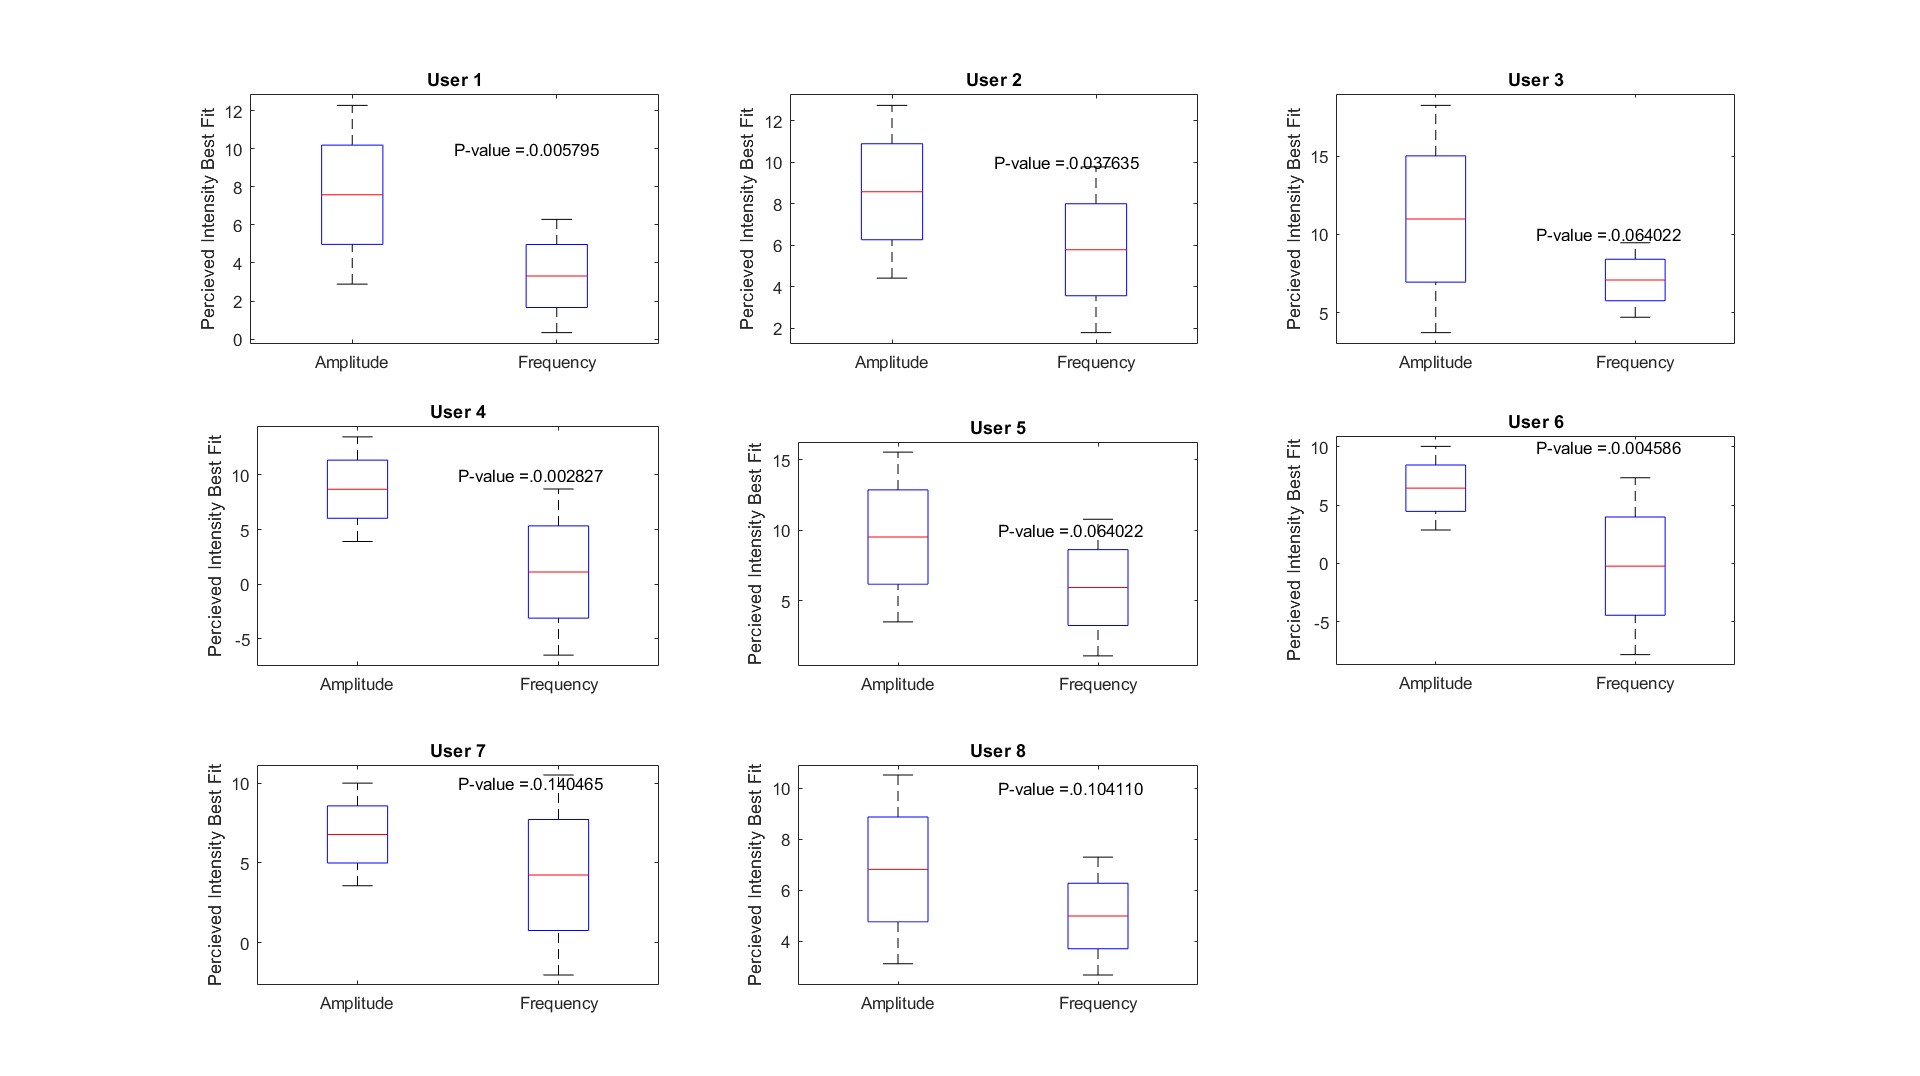 User 1
Percieved Intensity Best Fit
12
10
8
6
4
2
0
P-value =.0.005795
Amplitude
Frequency
User 2
Percieved Intensity Best Fit
12
10
8
6
4
2
P-value =.0.037635
Amplitude
Frequency
User 3
Percieved Intensity Best Fit
15
10
5
P-value =.0.064022
Amplitude
Frequency
User 4
Percieved Intensity Best Fit
10
5
0
-5
P-value =.0.002827
Amplitude
Frequency
User 5
Percieved Intensity Best Fit
15
10
5
P-value =.0.064022
Amplitude
Frequency
User 6
Percieved Intensity Best Fit
10
5
0
-5
P-value =.0.004586
Amplitude
Frequency
User 7
Percieved Intensity Best Fit
10
5
0
P-value =.0.140465
Amplitude
Frequency
User 8
Percieved Intensity Best Fit
10
8
6
4
P-value =.0.104110
Amplitude
Frequency